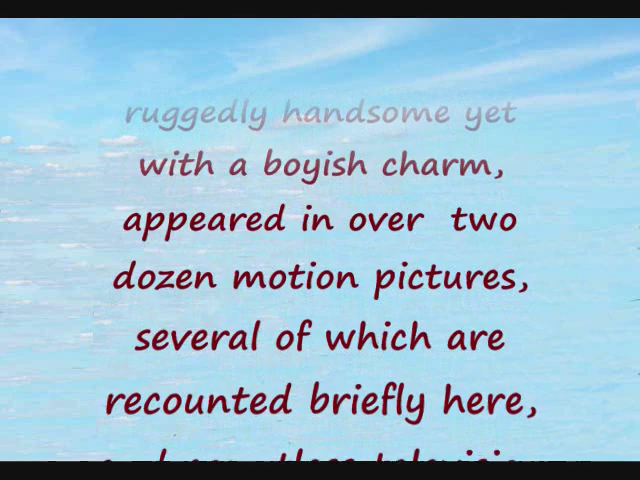 ruggedly handsome yet
with a boyish charm,
appeared in over two
dozen motion pictures,
several of which are
recounted briefly here,